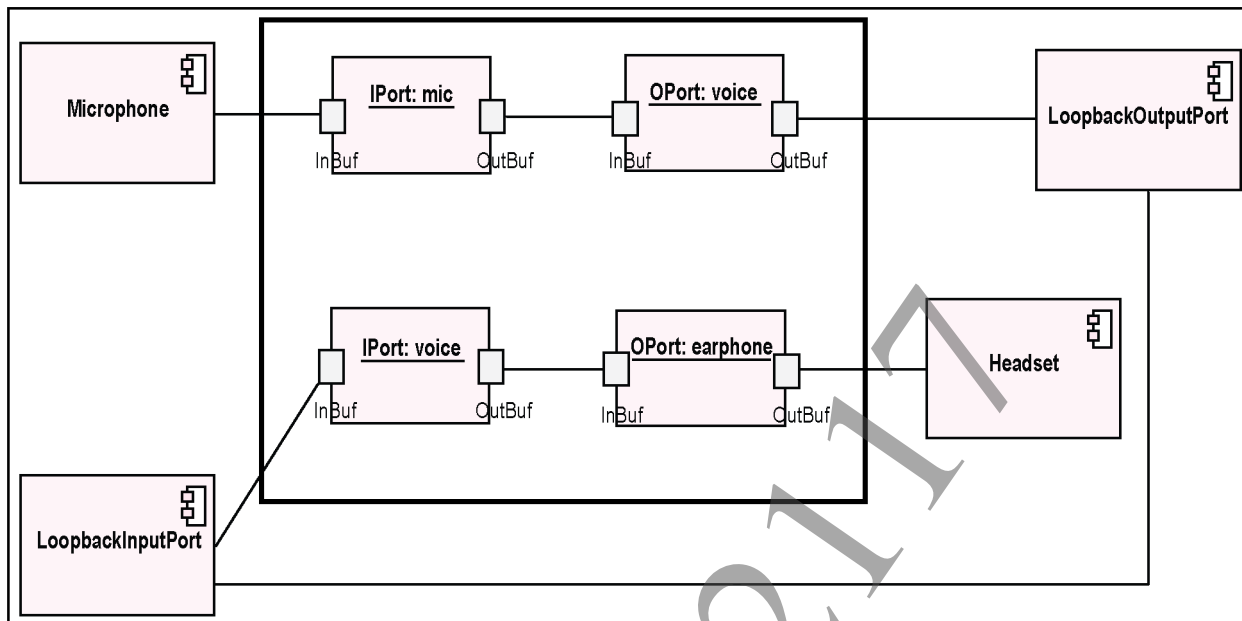 Microphone
IPort: mic
InBuf
OutBuf
OPort: voice
InBuf
OutBuf
LoopbackOutputPort
IPort: voice
InBuf
OutBuf
OPort: earphone
InBuf
OutBuf
Headset
LoopbackInputPort
217